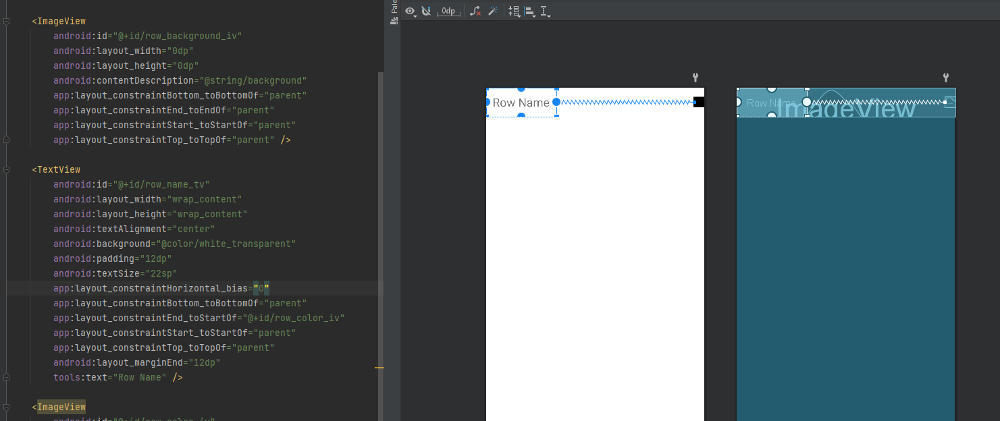 <ImageView
android:id="@+id/row_background_iv"
android:layout_width="0dp"
android:layout_height="0dp"
android:contentDescription="@string/background"
app:layout_constraintBottom_toBottomOf="parent"
app:layout_constraintEnd_toEndOf="parent"
app:layout_constraintStart_toStartOf="parent"
app:layout_constraintTop_toTopOf="parent" />
<TextView
android:id="@+id/row_name_tv"
android:layout_width="wrap_content"
android:layout_height="wrap_content"
android:textAlignment="center"
android:background="@color/white_transparent"
android:padding="12dp"
android:textSize="22sp"
app:layout_constraintHorizontal_bias="0"
app:layout_constraintBottom_toBottomOf="parent"
app:layout_constraintEnd_toStartOf="@+id/row_color_iv"
app:layout_constraintStart_toStartOf="parent"
app:layout_constraintTop_toTopOf="parent"
android:layout_marginEnd="12dp"
tools:text="Row Name" />
<ImageView
android:id="@+id/row_color_iv"
Pale
0dp
Row Name
Row Name
ImageView